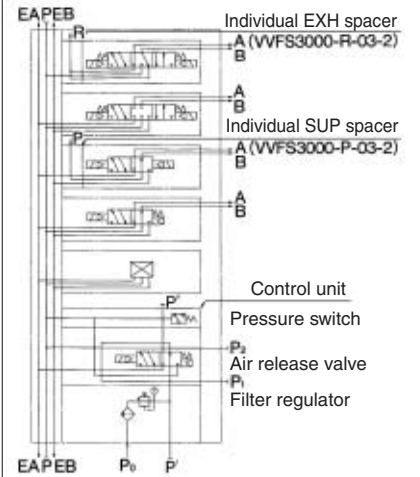 EAPEB
Individual EXH spacer
R
A (VVFS3000-R-03-2)
B
A
B
Individual SUP spacer
P
A (VVFS3000-P-03-2)
B
A
B
Control unit
P'
Pressure switch
P₂
Air release valve
P₁
Filter regulator
EAPEB P₀ P'